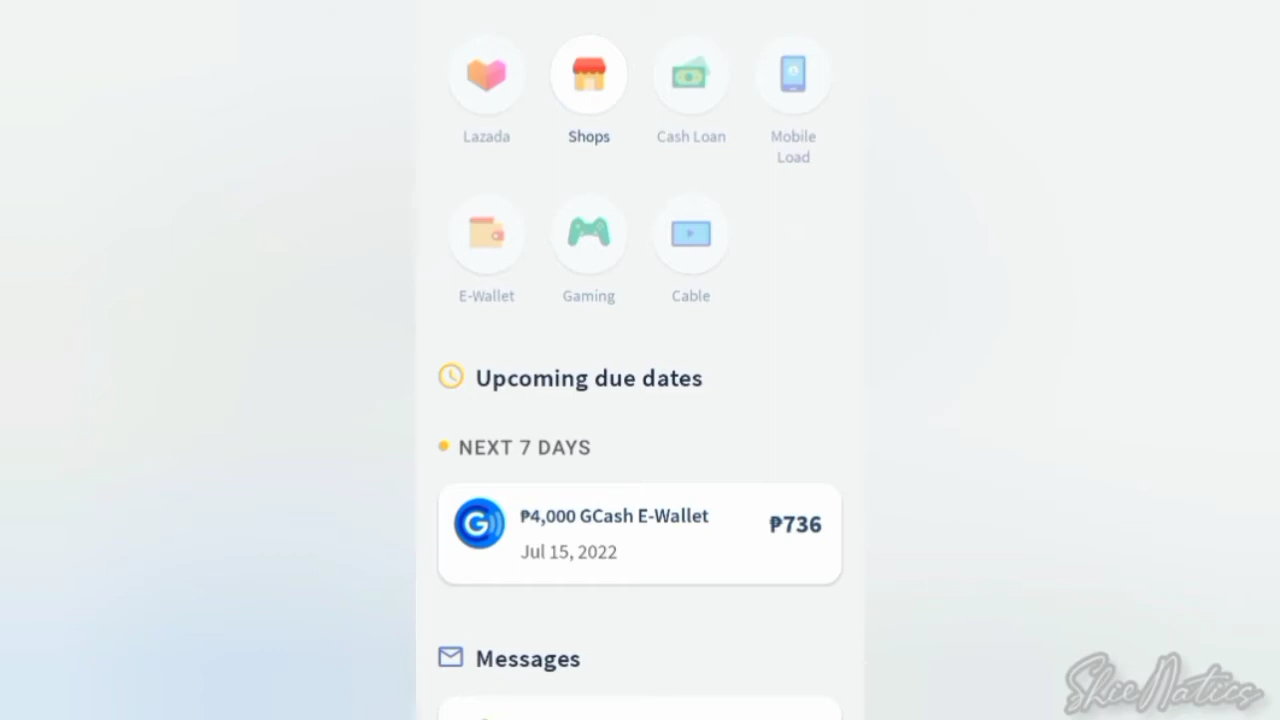 Lazada
Shops
Cash Loan
Mobile
Load
E-Wallet
Gaming
Cable
Upcoming due dates
NEXT 7 DAYS
₱4,000 GCash E-Wallet
₱736
Jul 15, 2022
Messages
SkieNatics